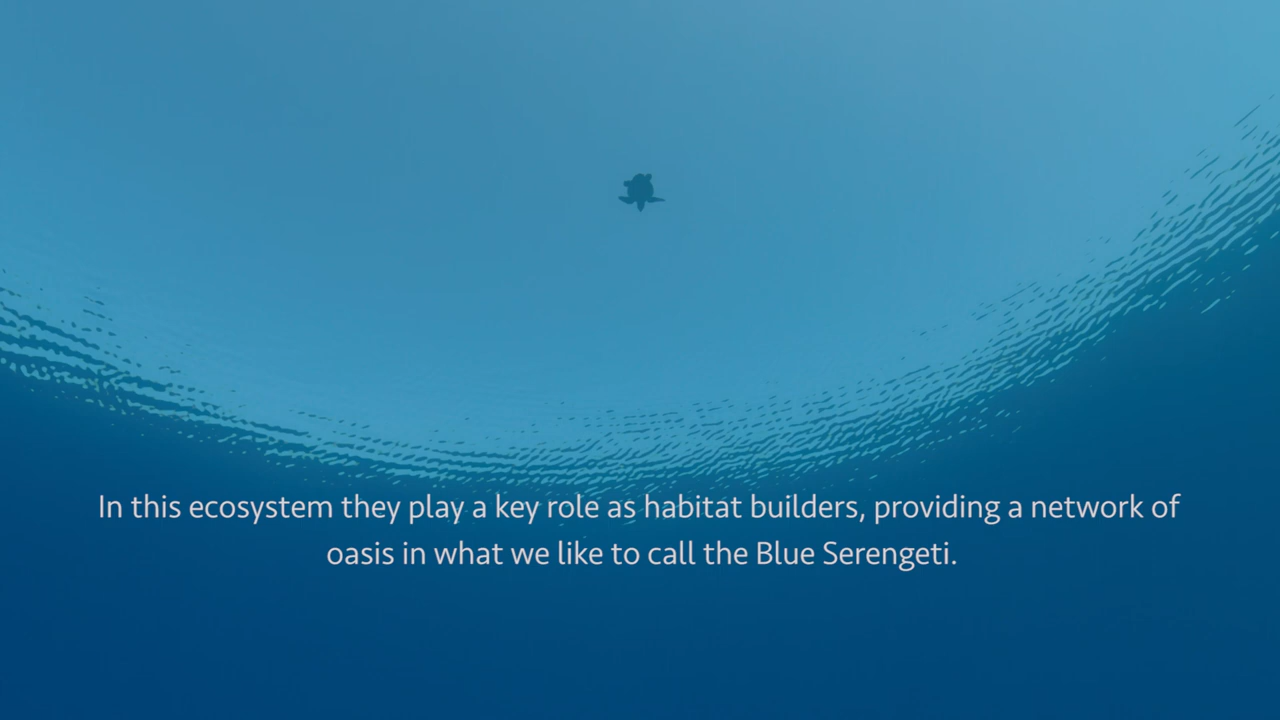 In this ecosystem they play a key role as habitat builders, providing a network of
oasis in what we like to call the Blue Serengeti.